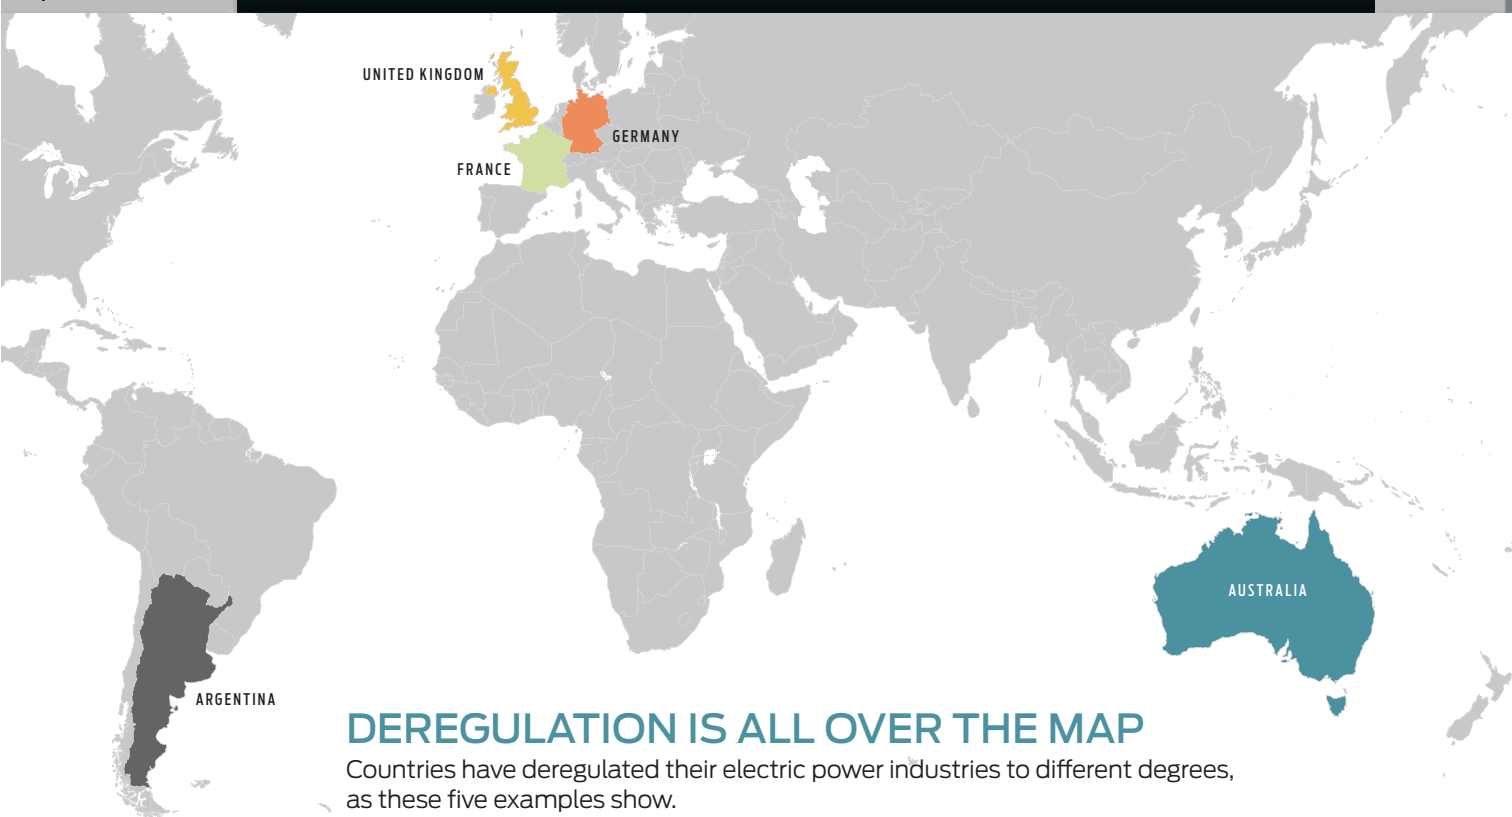 UNITED KINGDOM
GERMANY
FRANCE
AUSTRALIA
ARGENTINA
DEREGULATION IS ALL OVER THE MAP
Countries have deregulated their electric power industries to different degrees,
as these five examples show.